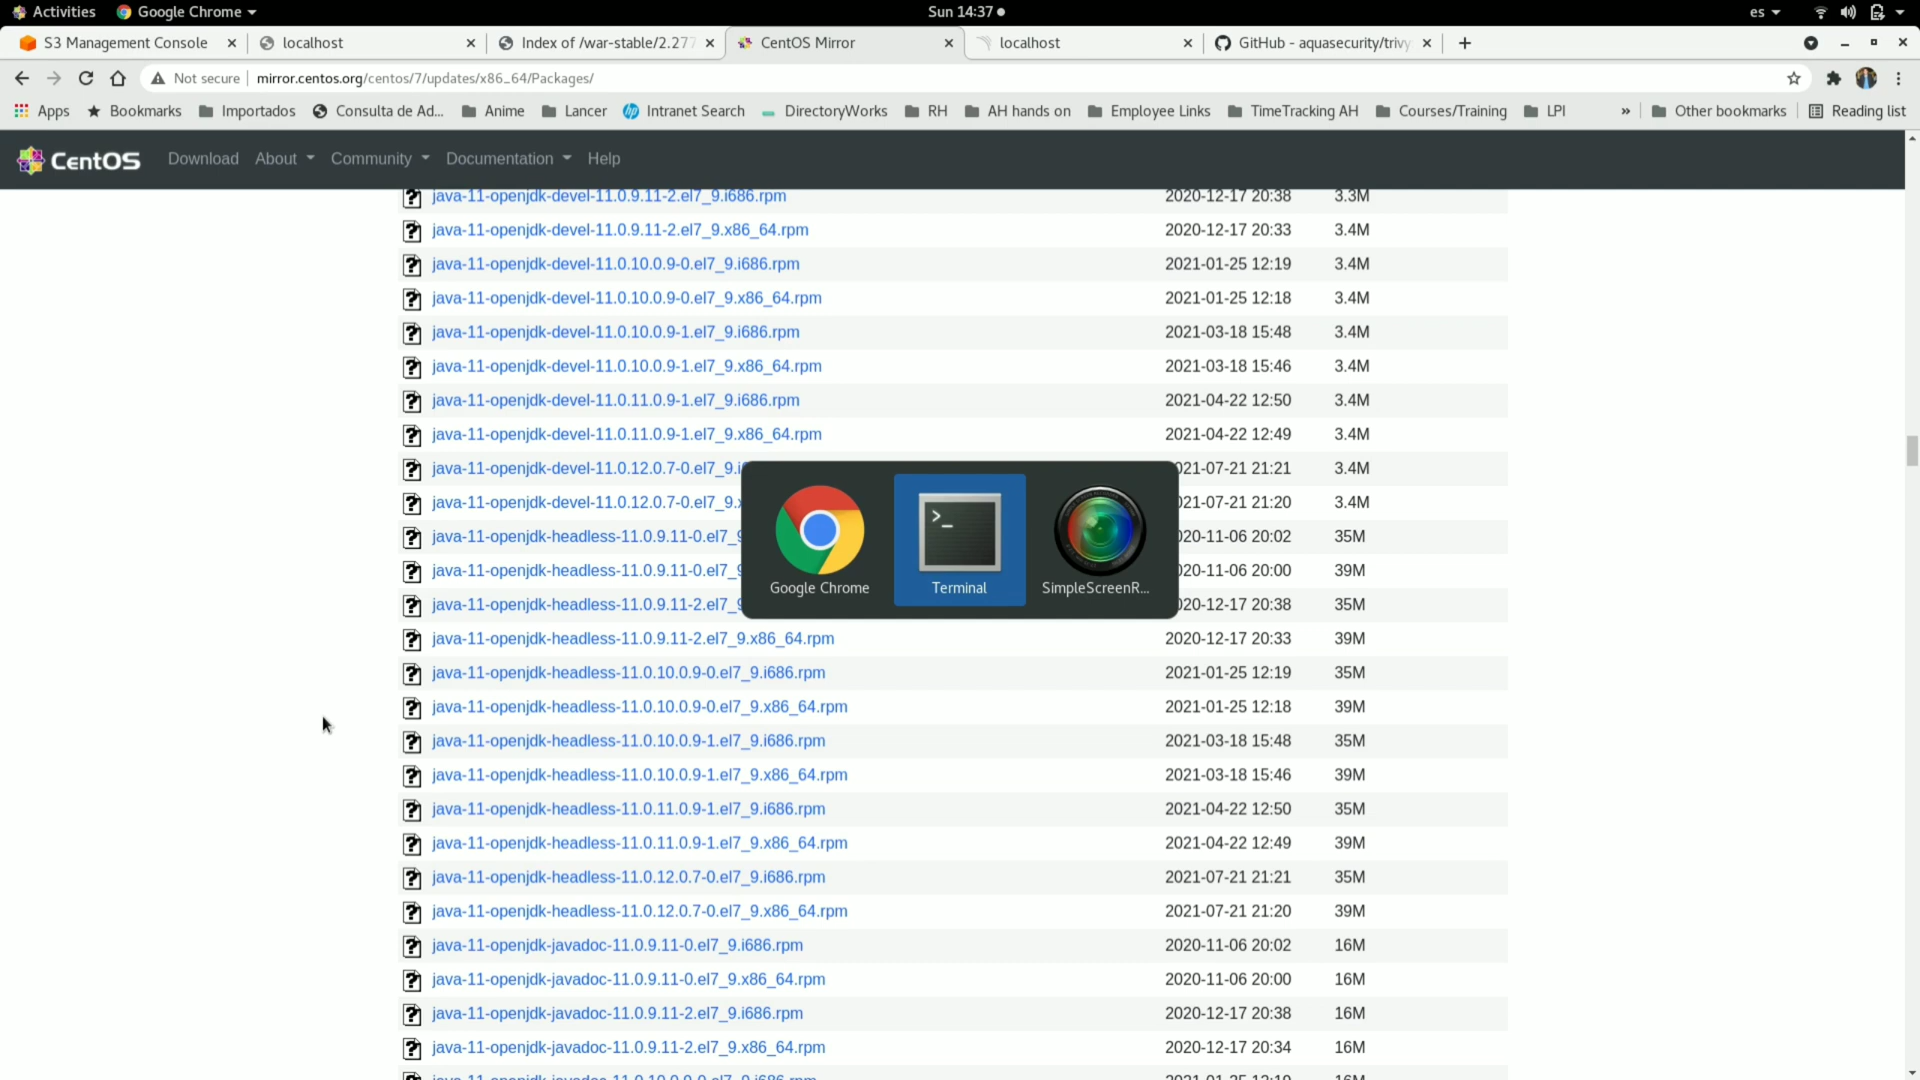 Activities Google Chrome Sun 14:37 es
S3 Management Console localhost Index of /war-stable/2.277 CentOS Mirror localhost GitHub - aquasecurity/trivy
Not secure mirror.centos.org/centos/7/updates/x86_64/Packages/
Apps Bookmarks Importados Consulta de Ad... Anime Lancer Intranet Search DirectoryWorks RH AH hands on Employee Links TimeTracking AH Courses/Training LPI » Other bookmarks Reading list
CentOS Download About Community Documentation Help
java-11-openjdk-devel-11.0.9.11-2.el7_9.i686.rpm 2020-12-17 20:38 3.3M
java-11-openjdk-devel-11.0.9.11-2.el7_9.x86_64.rpm 2020-12-17 20:33 3.4M
java-11-openjdk-devel-11.0.10.0.9-0.el7_9.i686.rpm 2021-01-25 12:19 3.4M
java-11-openjdk-devel-11.0.10.0.9-0.el7_9.x86_64.rpm 2021-01-25 12:18 3.4M
java-11-openjdk-devel-11.0.10.0.9-1.el7_9.i686.rpm 2021-03-18 15:48 3.4M
java-11-openjdk-devel-11.0.10.0.9-1.el7_9.x86_64.rpm 2021-03-18 15:46 3.4M
java-11-openjdk-devel-11.0.11.0.9-1.el7_9.i686.rpm 2021-04-22 12:50 3.4M
java-11-openjdk-devel-11.0.11.0.9-1.el7_9.x86_64.rpm 2021-04-22 12:49 3.4M
java-11-openjdk-devel-11.0.12.0.7-0.el7_9.i 021-07-21 21:21 3.4M
java-11-openjdk-devel-11.0.12.0.7-0.el7_9. 021-07-21 21:20 3.4M
java-11-openjdk-headless-11.0.9.11-0.el7_9 020-11-06 20:02 35M
java-11-openjdk-headless-11.0.9.11-0.el7_9 020-11-06 20:00 39M
Google Chrome Terminal SimpleScreenR...
java-11-openjdk-headless-11.0.9.11-2.el7_9 020-12-17 20:38 35M
java-11-openjdk-headless-11.0.9.11-2.el7_9.x86_64.rpm 2020-12-17 20:33 39M
java-11-openjdk-headless-11.0.10.0.9-0.el7_9.i686.rpm 2021-01-25 12:19 35M
java-11-openjdk-headless-11.0.10.0.9-0.el7_9.x86_64.rpm 2021-01-25 12:18 39M
java-11-openjdk-headless-11.0.10.0.9-1.el7_9.i686.rpm 2021-03-18 15:48 35M
java-11-openjdk-headless-11.0.10.0.9-1.el7_9.x86_64.rpm 2021-03-18 15:46 39M
java-11-openjdk-headless-11.0.11.0.9-1.el7_9.i686.rpm 2021-04-22 12:50 35M
java-11-openjdk-headless-11.0.11.0.9-1.el7_9.x86_64.rpm 2021-04-22 12:49 39M
java-11-openjdk-headless-11.0.12.0.7-0.el7_9.i686.rpm 2021-07-21 21:21 35M
java-11-openjdk-headless-11.0.12.0.7-0.el7_9.x86_64.rpm 2021-07-21 21:20 39M
java-11-openjdk-javadoc-11.0.9.11-0.el7_9.i686.rpm 2020-11-06 20:02 16M
java-11-openjdk-javadoc-11.0.9.11-0.el7_9.x86_64.rpm 2020-11-06 20:00 16M
java-11-openjdk-javadoc-11.0.9.11-2.el7_9.i686.rpm 2020-12-17 20:38 16M
java-11-openjdk-javadoc-11.0.9.11-2.el7_9.x86_64.rpm 2020-12-17 20:34 16M